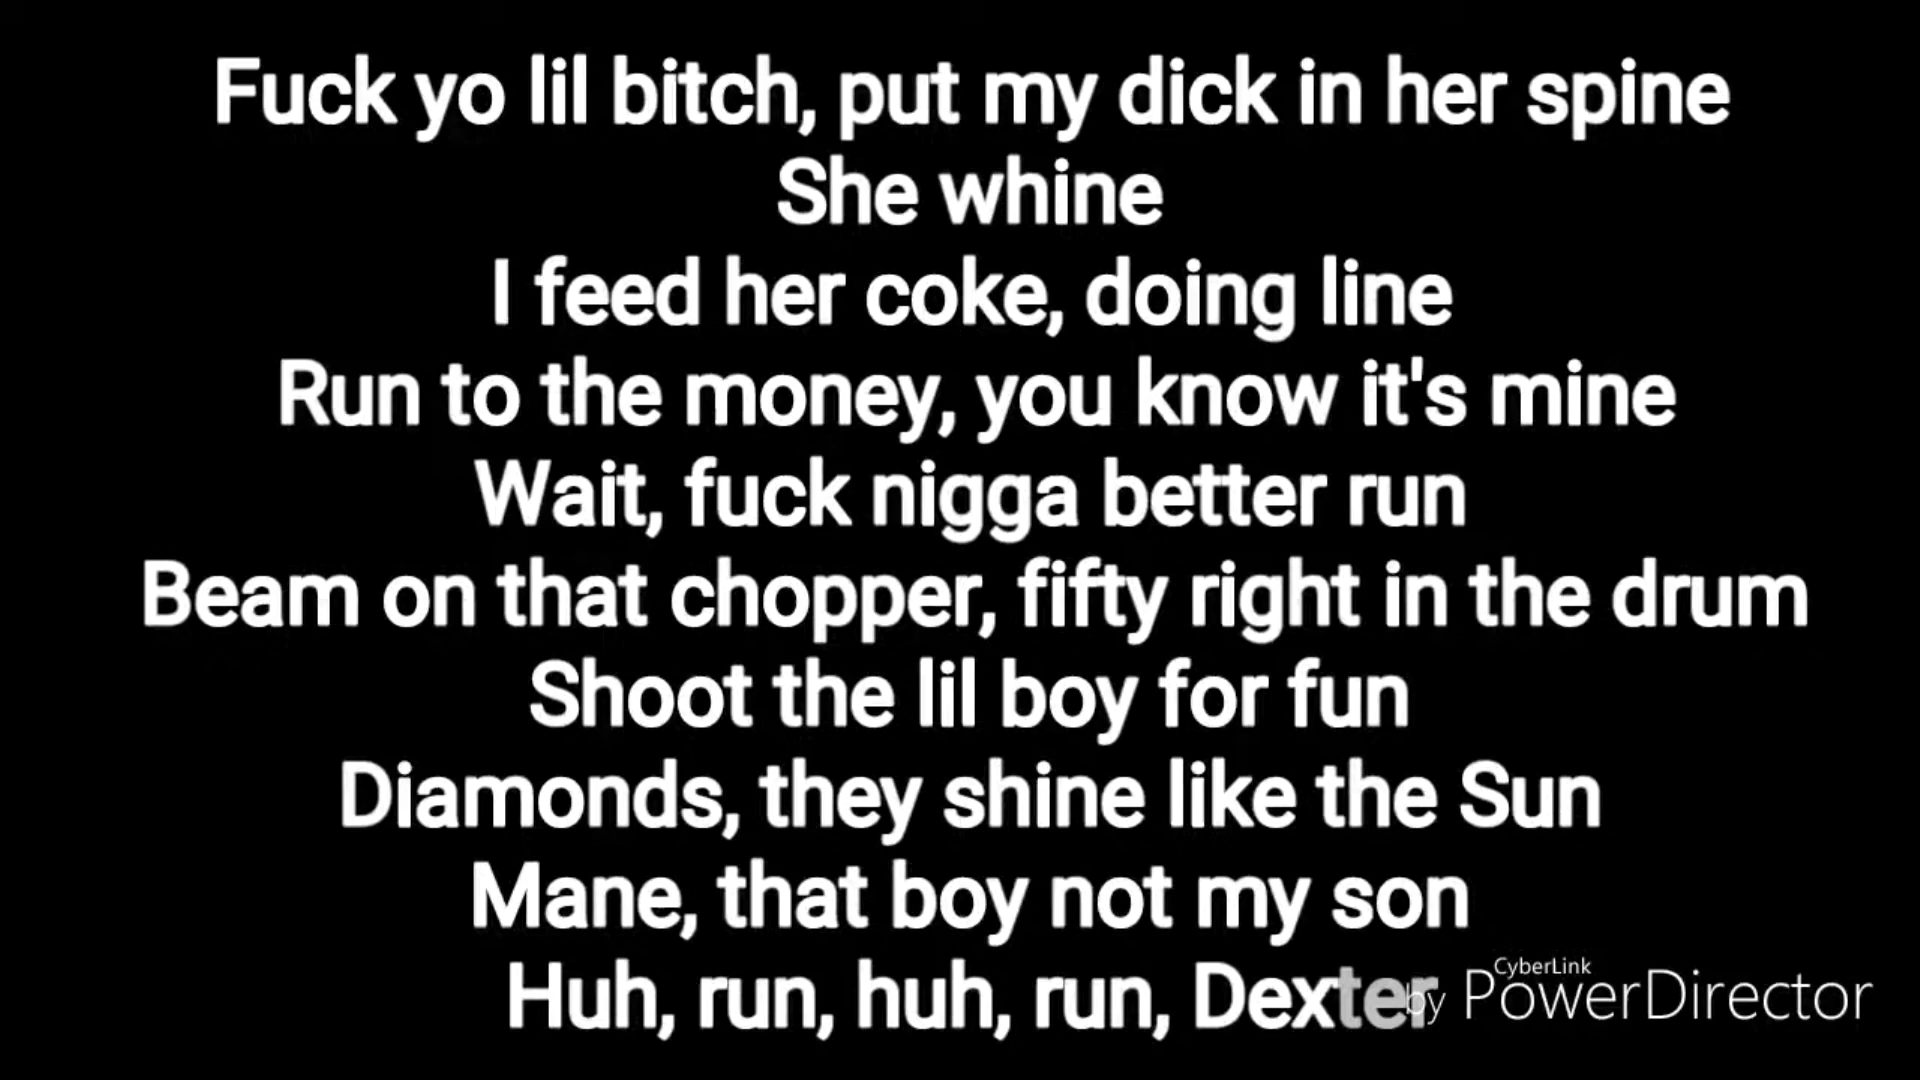 Fuck yo lil bitch, put my dick in her spine
She whine
I feed her coke, doing line
Run to the money, you know it's mine
Wait, fuck nigga better run
Beam on that chopper, fifty right in the drum
Shoot the lil boy for fun
Diamonds, they shine like the Sun
Mane, that boy not my son
Huh, run, huh, run, Dexter
by CyberLink PowerDirector